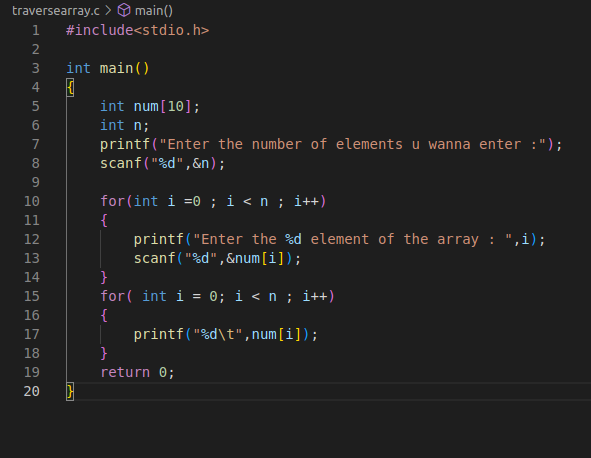 traversearray.c > main()
1 #include<stdio.h>
2
3 int main()
4 {
5     int num[10];
6     int n;
7     printf("Enter the number of elements u wanna enter :");
8     scanf("%d",&n);
9
10     for(int i =0 ; i < n ; i++)
11     {
12         printf("Enter the %d element of the array : ",i);
13         scanf("%d",&num[i]);
14     }
15     for( int i = 0; i < n ; i++)
16     {
17         printf("%d\t",num[i]);
18     }
19     return 0;
20 }